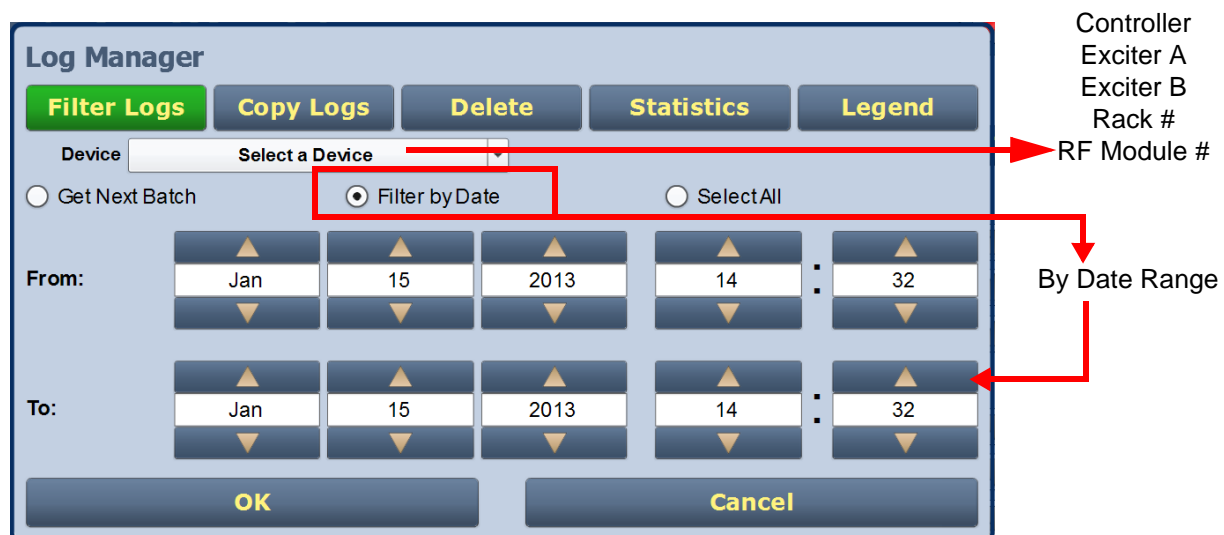 Log Manager
Filter Logs Copy Logs Delete Statistics Legend
Device Select a Device
Get Next Batch Filter by Date Select All
From: Jan 15 2013 14 : 32
To: Jan 15 2013 14 : 32
OK Cancel
Controller
Exciter A
Exciter B
Rack #
RF Module #
By Date Range